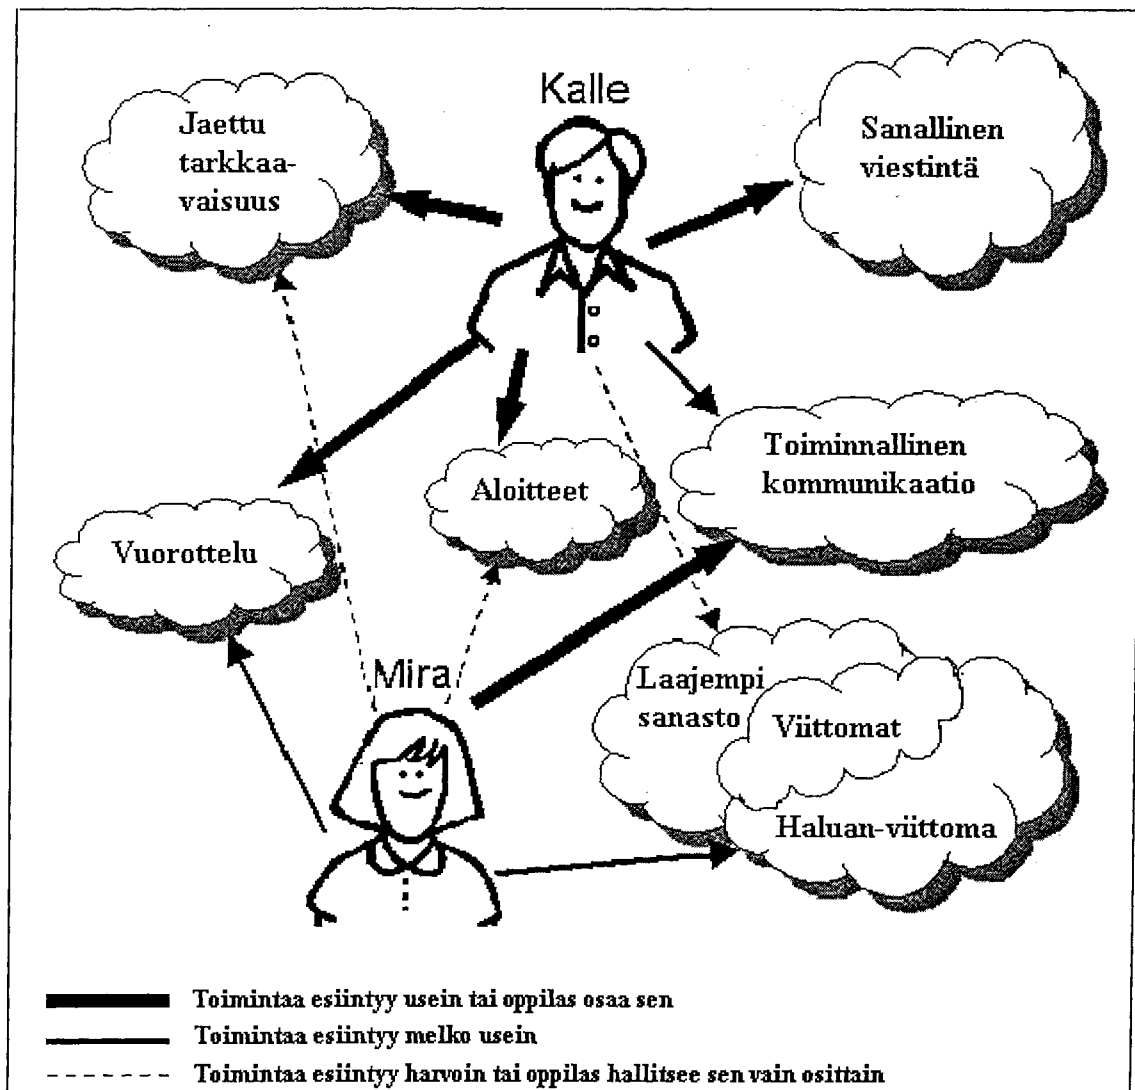 Kalle
Jaettu
tarkkaa-
vaisuus
Sanallinen
viestintä
Toiminnallinen
kommunikaatio
Aloitteet
Vuorottelu
Mira
Laajempi
sanasto
Viittomat
Haluan-viittoma
Toimintaa esiintyy usein tai oppilas osaa sen
Toimintaa esiintyy melko usein
Toimintaa esiintyy harvoin tai oppilas hallitsee sen vain osittain